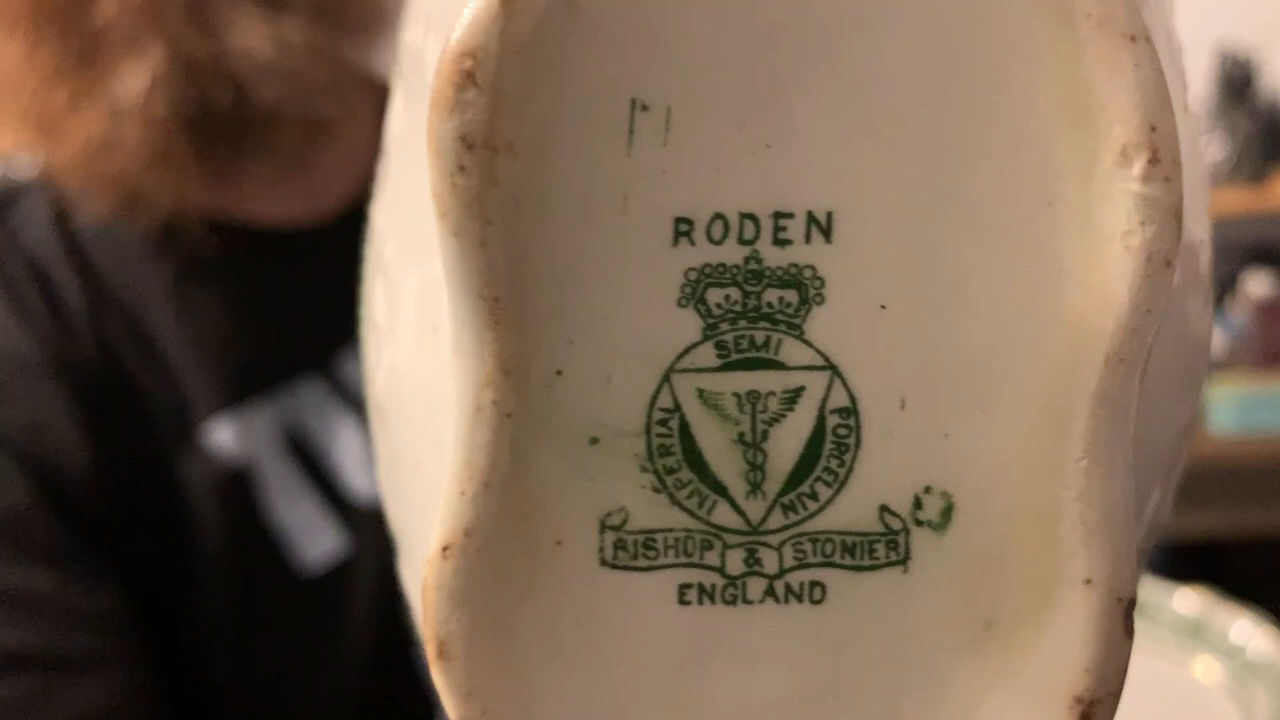 RODEN
SEMI
IMPERIAL
PORCELAIN
BISHOP & STONIER
ENGLAND